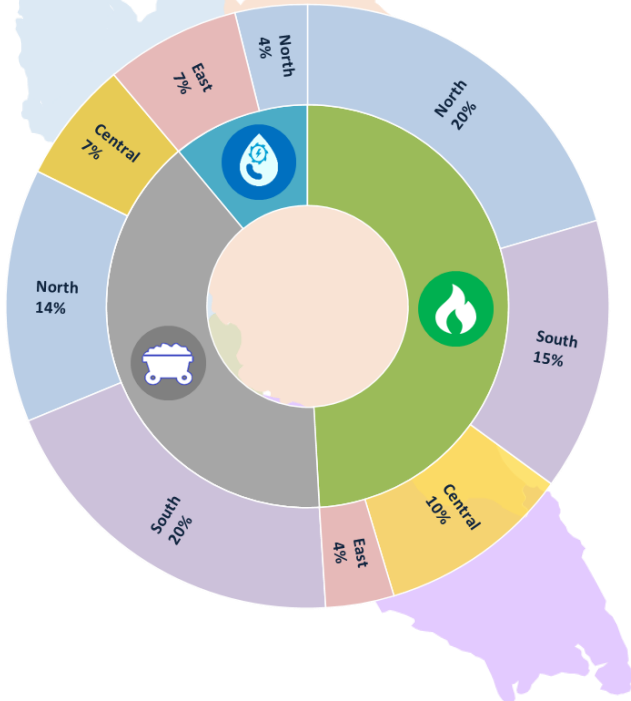 North
20%
South
15%
Central
10%
East
4%
South
20%
North
14%
Central
7%
East
7%
North
4%